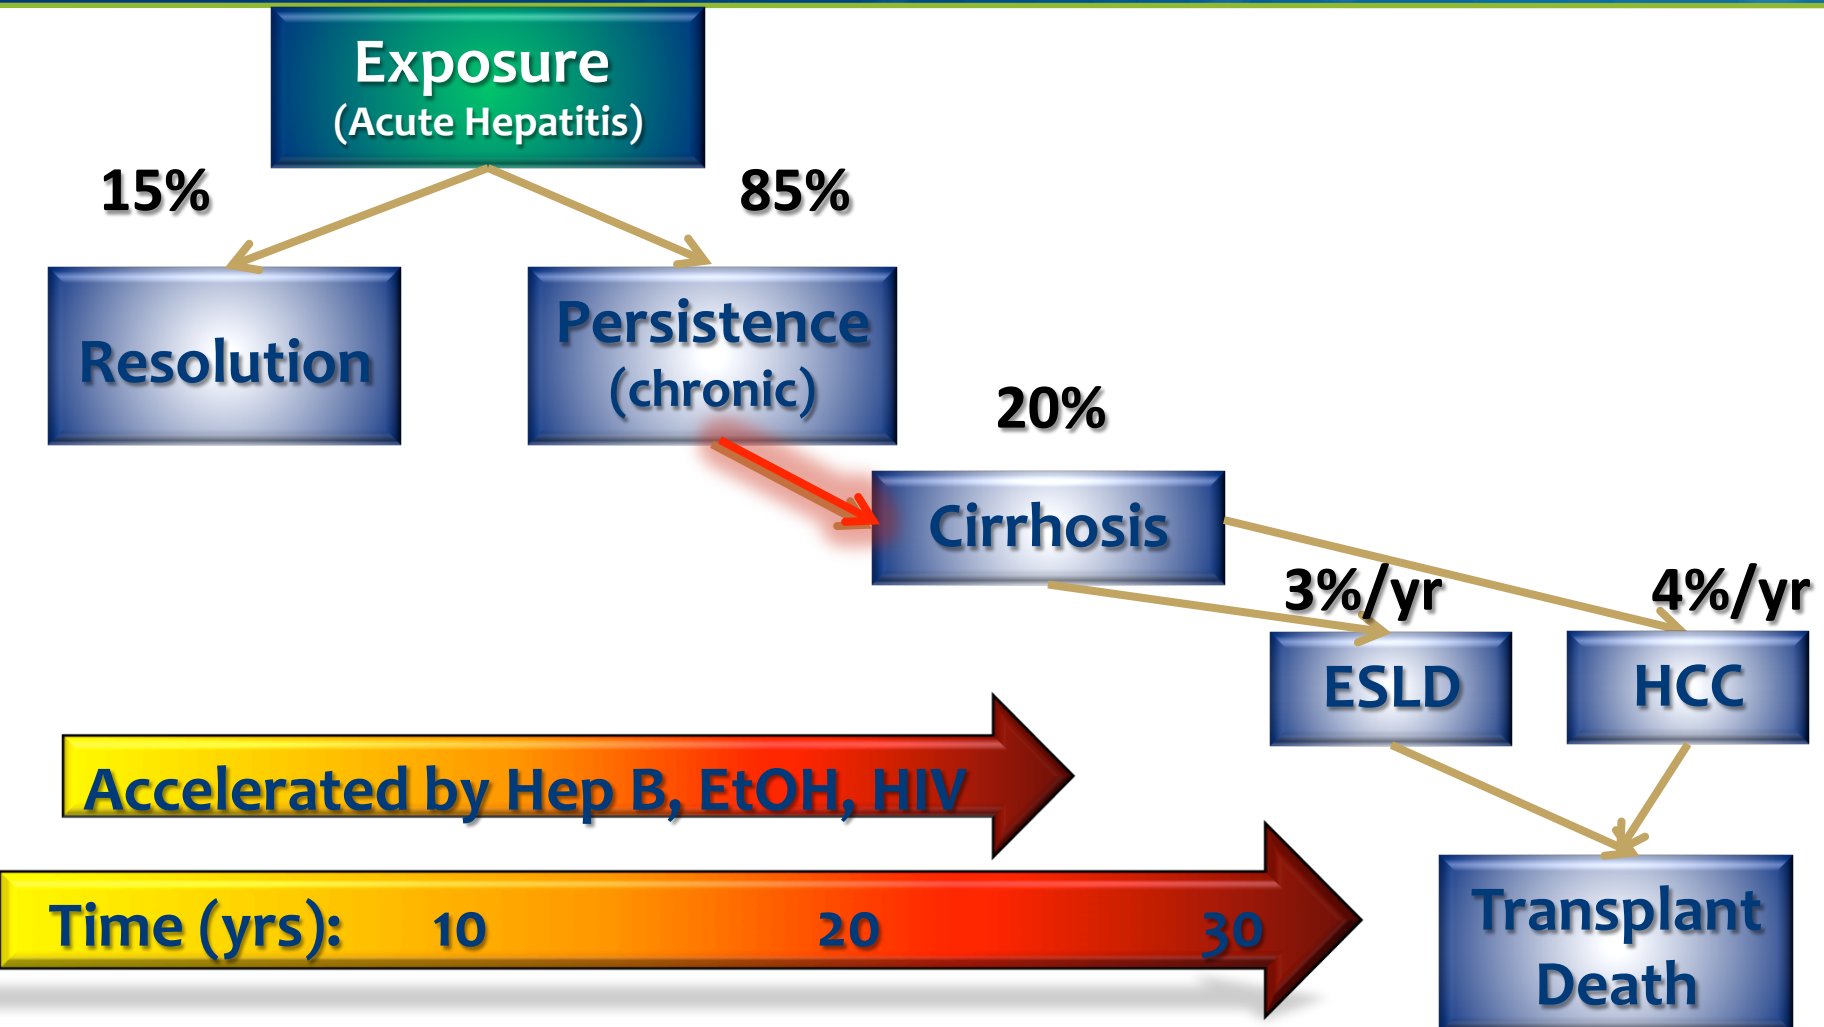 Exposure
(Acute Hepatitis)
15%
85%
Resolution
Persistence
(chronic)
20%
Cirrhosis
3%/yr
4%/yr
ESLD
HCC
Accelerated by Hep B, EtOH, HIV
Time (yrs): 10 20 30
Transplant
Death